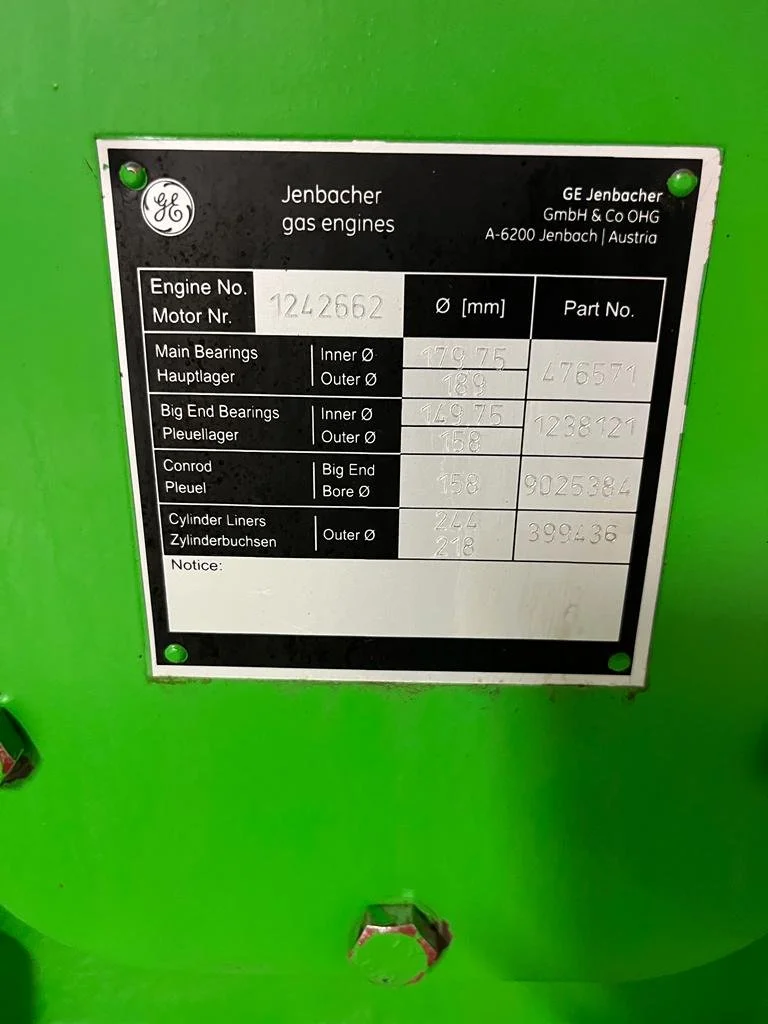 GE
Jenbacher
gas engines
GE Jenbacher
GmbH & Co OHG
A-6200 Jenbach | Austria
Engine No.
Motor Nr.
1242662
Ø [mm]
Part No.
Main Bearings
Hauptlager
Inner Ø
Outer Ø
179 75
189
476571
Big End Bearings
Pleuellager
Inner Ø
Outer Ø
149 75
158
1238121
Conrod
Pleuel
Big End
Bore Ø
158
9025384
Cylinder Liners
Zylinderbuchsen
Outer Ø
244
218
399436
Notice: